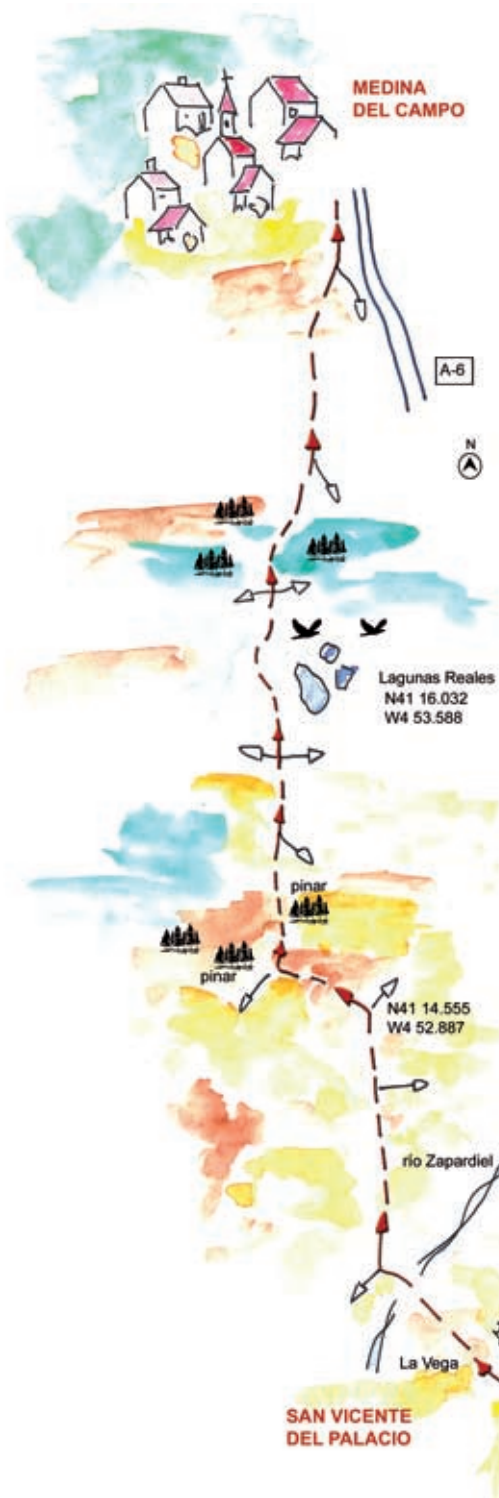 MEDINA
DEL CAMPO
A-6
N
Lagunas Reales
N41 16.032
W4 53.588
pinar
pinar
N41 14.555
W4 52.887
río Zapardiel
La Vega
SAN VICENTE
DEL PALACIO